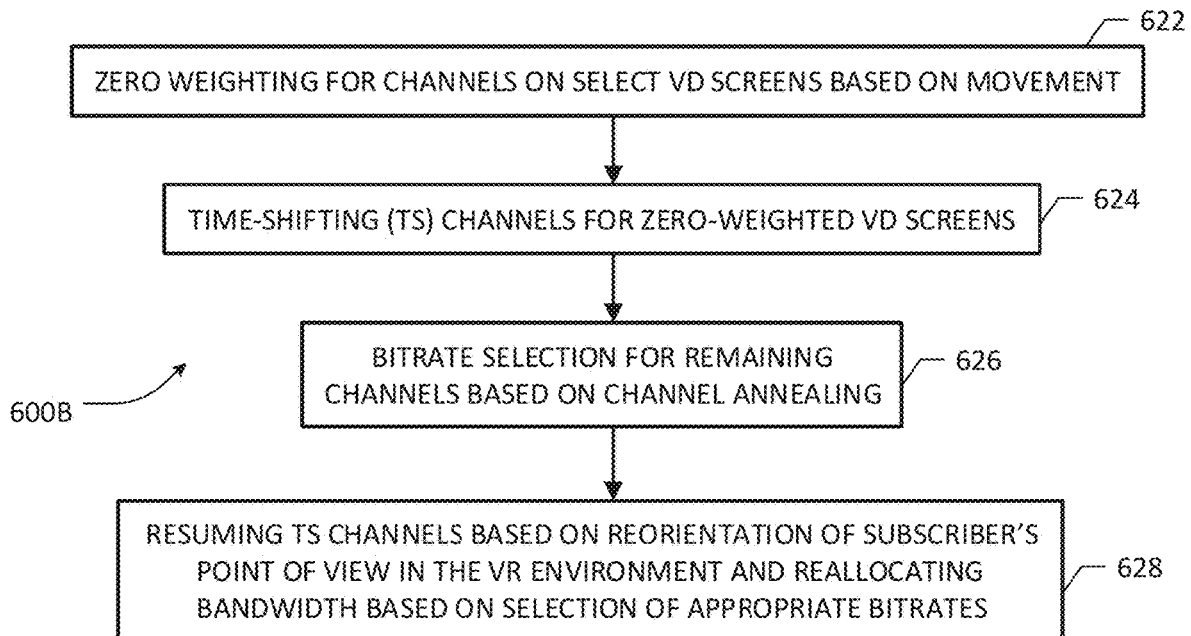 622
ZERO WEIGHTING FOR CHANNELS ON SELECT VD SCREENS BASED ON MOVEMENT
TIME-SHIFTING (TS) CHANNELS FOR ZERO-WEIGHTED VD SCREENS
624
BITRATE SELECTION FOR REMAINING
CHANNELS BASED ON CHANNEL ANNEALING
626
600B
RESUMING TS CHANNELS BASED ON REORIENTATION OF SUBSCRIBER'S
POINT OF VIEW IN THE VR ENVIRONMENT AND REALLOCATING
BANDWIDTH BASED ON SELECTION OF APPROPRIATE BITRATES
628